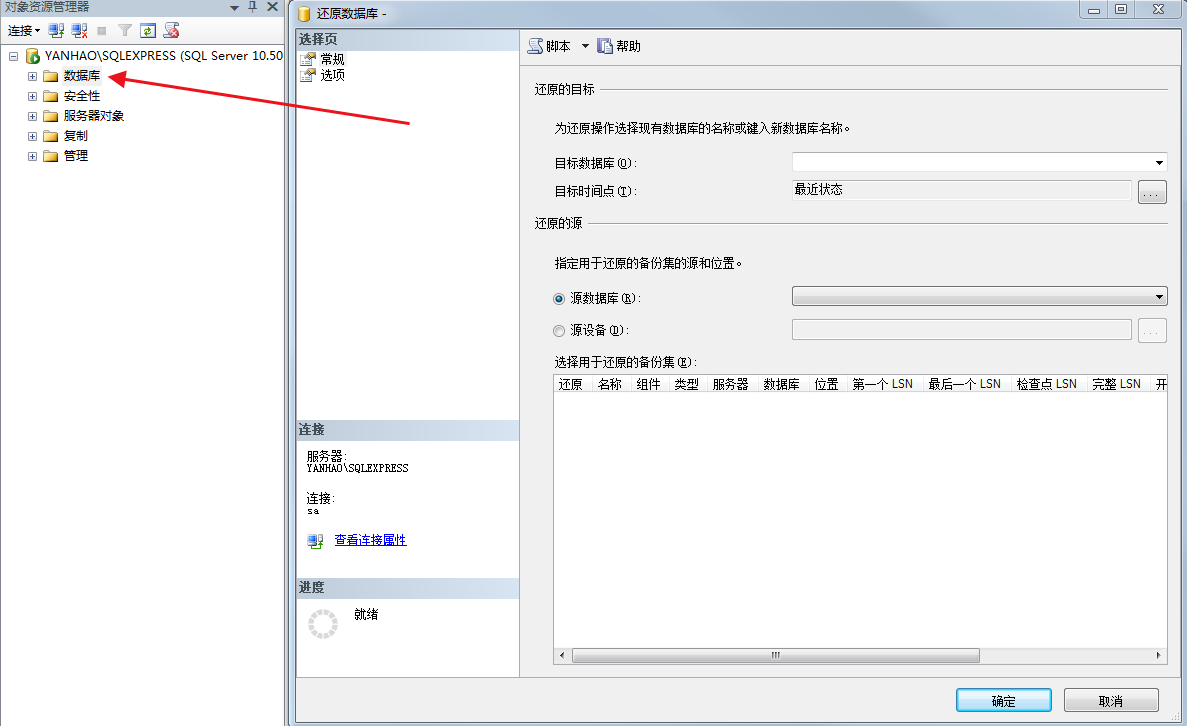 对象资源管理器
连接
YANHAO\SQLEXPRESS (SQL Server 10.50
数据库
安全性
服务器对象
复制
管理
还原数据库 -
选择页
常规
选项
连接
服务器:
YANHAO\SQLEXPRESS
连接:
sa
查看连接属性
进度
就绪
脚本 帮助
还原的目标
为还原操作选择现有数据库的名称或键入新数据库名称。
目标数据库(O):
目标时间点(T): 最近状态 ...
还原的源
指定用于还原的备份集的源和位置。
源数据库(R):
源设备(D): ...
选择用于还原的备份集(E):
还原 名称 组件 类型 服务器 数据库 位置 第一个 LSN 最后一个 LSN 检查点 LSN 完整 LSN 开
确定 取消